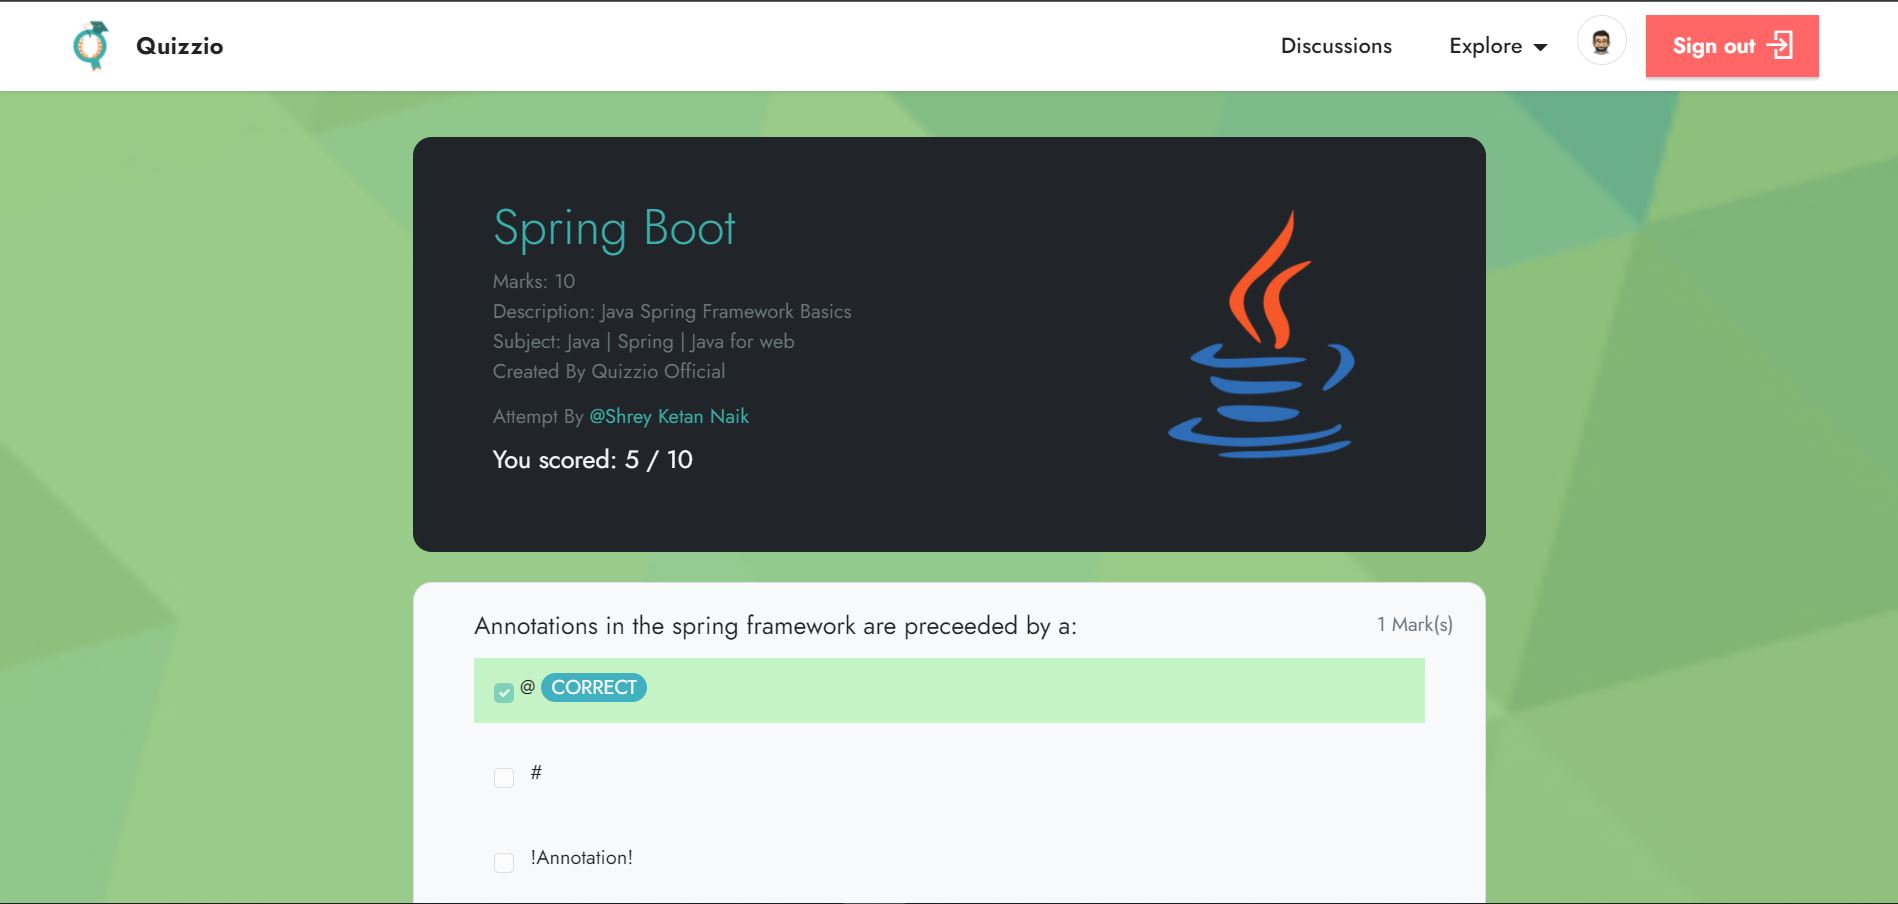 Quizzio
Discussions
Explore
Sign out
Spring Boot
Marks: 10
Description: Java Spring Framework Basics
Subject: Java | Spring | Java for web
Created By Quizzio Official
Attempt By @Shrey Ketan Naik
You scored: 5 / 10
Annotations in the spring framework are preceeded by a:
1 Mark(s)
@ CORRECT
#
!Annotation!